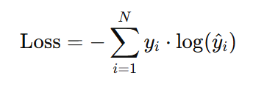 Loss = − ∑_{i=1}^{N} y_i · log(ŷ_i)